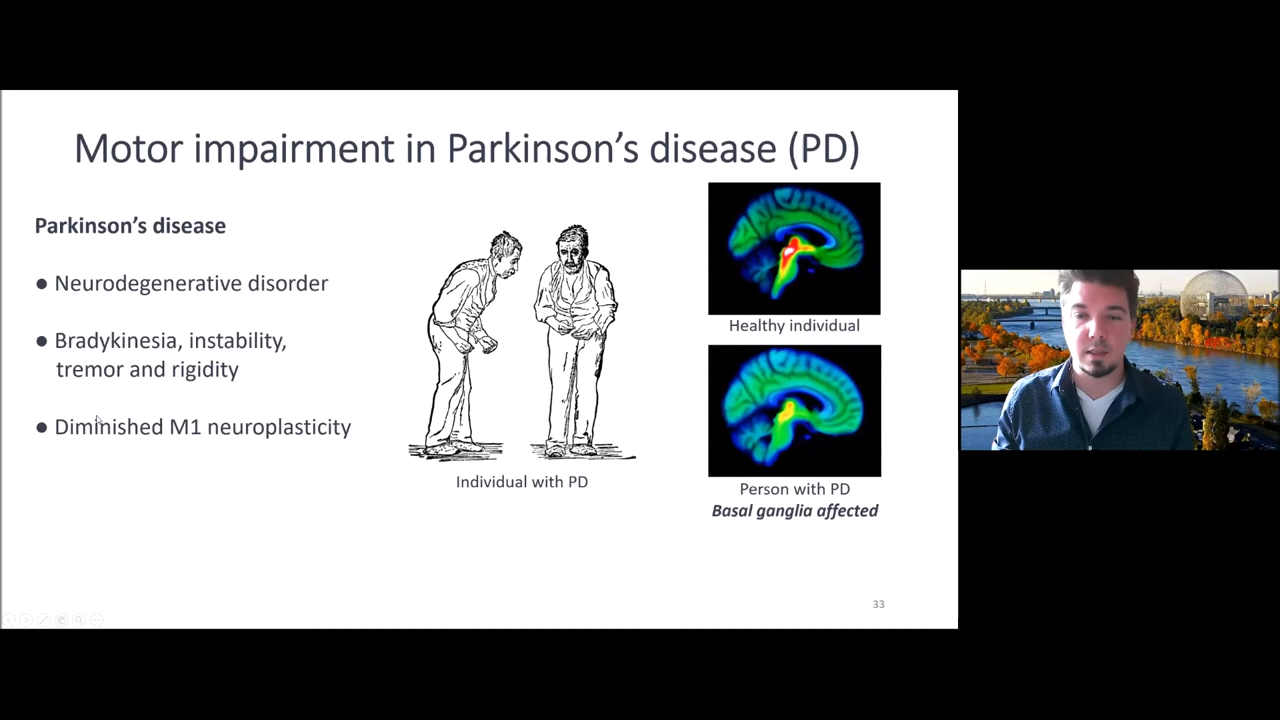 Motor impairment in Parkinson’s disease (PD)
Parkinson’s disease
● Neurodegenerative disorder
● Bradykinesia, instability,
tremor and rigidity
● Diminished M1 neuroplasticity
Individual with PD
Healthy individual
Person with PD
Basal ganglia affected
33